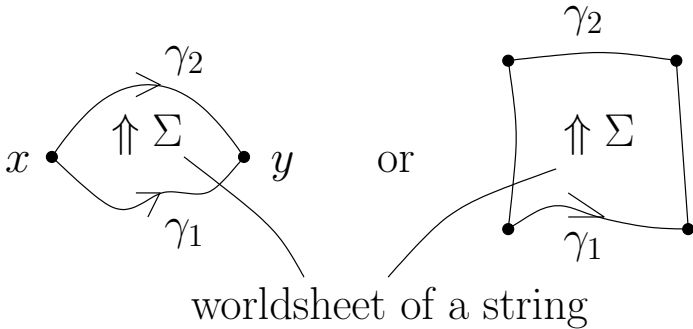 γ₂ γ₂
⇑ Σ ⇑ Σ
x y or
γ₁ γ₁
worldsheet of a string